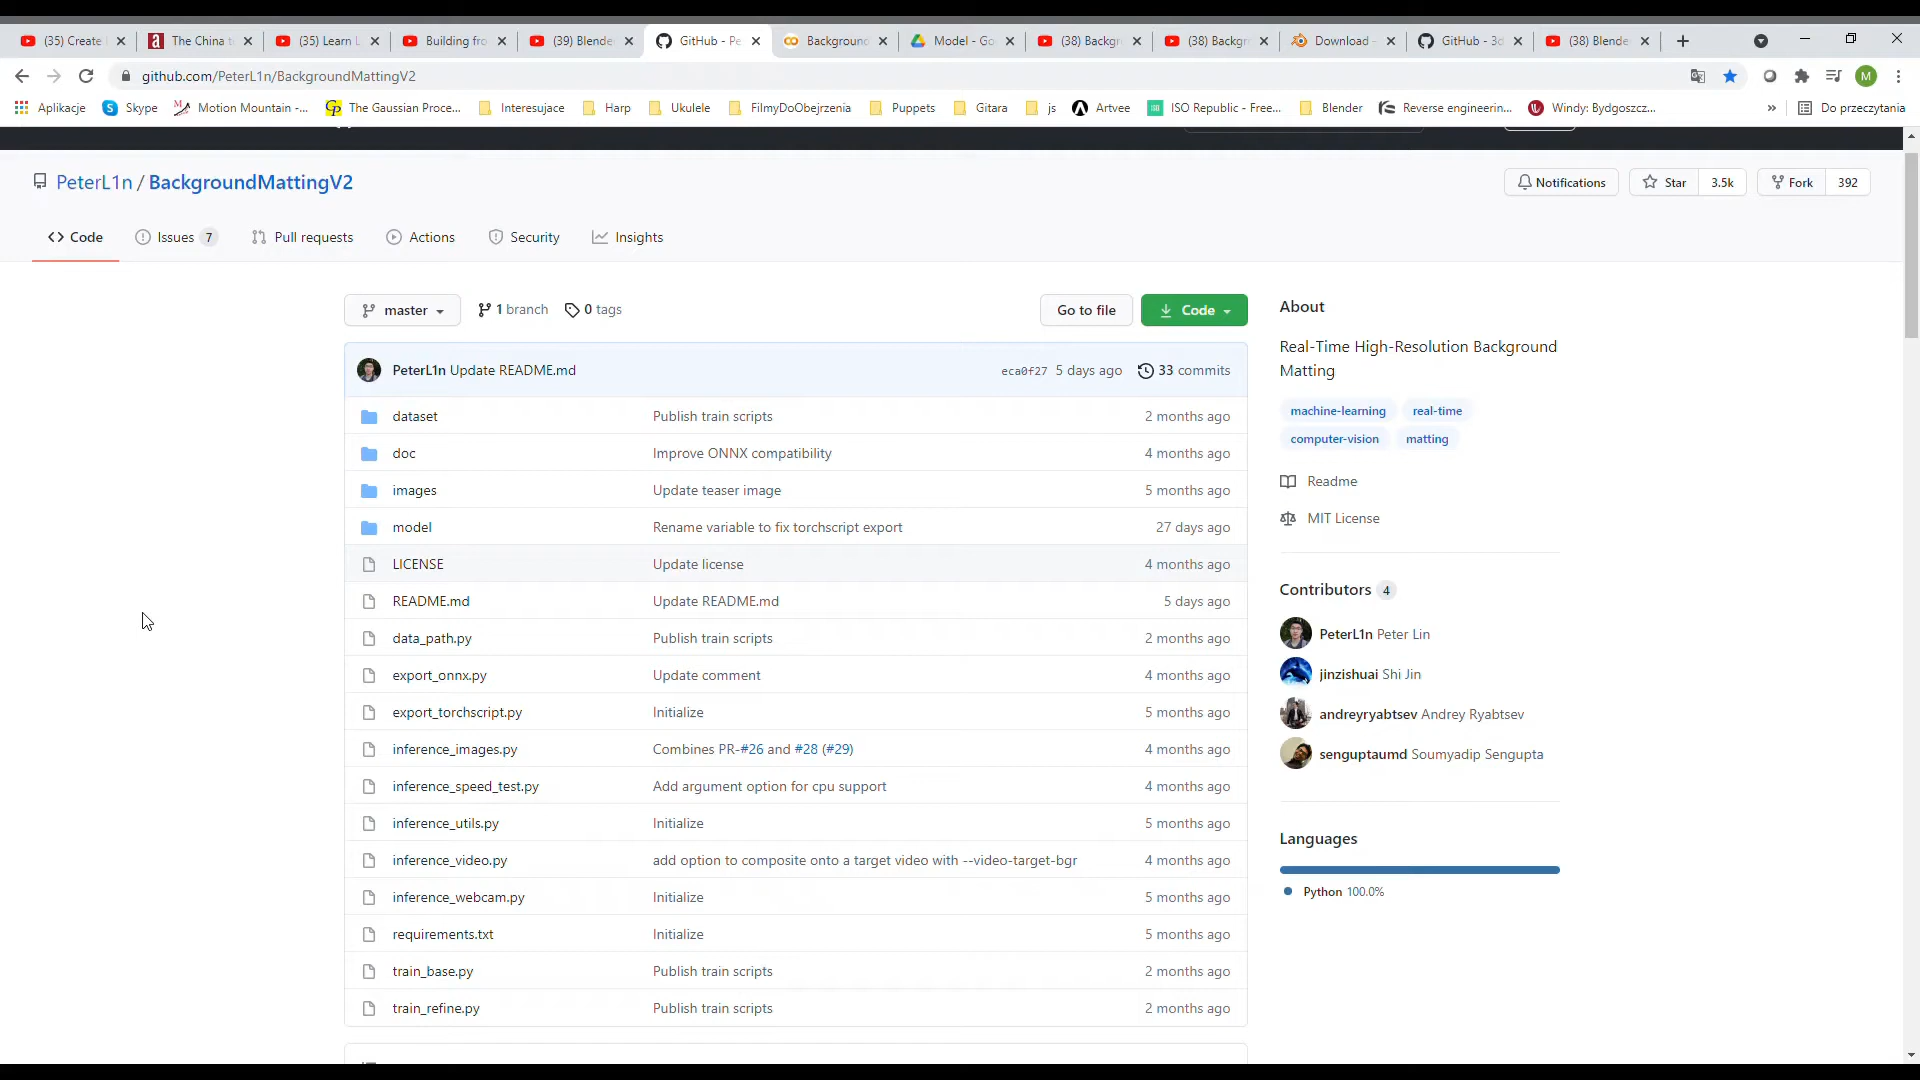 (35) Create
The China t
(35) Learn L
Building fro
(39) Blende
GitHub - Pe
Background
Model - Go
(38) Backgr
(38) Backgr
Download -
GitHub - 3d
(38) Blende
github.com/PeterL1n/BackgroundMattingV2
M
Aplikacje
Skype
Motion Mountain -...
The Gaussian Proce...
Interesujace
Harp
Ukulele
FilmyDoObejrzenia
Puppets
Gitara
js
Artvee
ISO Republic - Free...
Blender
Reverse engineerin...
Windy: Bydgoszcz...
»
Do przeczytania
PeterL1n / BackgroundMattingV2
Notifications
Star 3.5k
Fork 392
Code
Issues 7
Pull requests
Actions
Security
Insights
master
1 branch
0 tags
Go to file
Code
PeterL1n Update README.md eca0f27 5 days ago 33 commits
dataset Publish train scripts 2 months ago
doc Improve ONNX compatibility 4 months ago
images Update teaser image 5 months ago
model Rename variable to fix torchscript export 27 days ago
LICENSE Update license 4 months ago
README.md Update README.md 5 days ago
data_path.py Publish train scripts 2 months ago
export_onnx.py Update comment 4 months ago
export_torchscript.py Initialize 5 months ago
inference_images.py Combines PR-#26 and #28 (#29) 4 months ago
inference_speed_test.py Add argument option for cpu support 4 months ago
inference_utils.py Initialize 5 months ago
inference_video.py add option to composite onto a target video with --video-target-bgr 4 months ago
inference_webcam.py Initialize 5 months ago
requirements.txt Initialize 5 months ago
train_base.py Publish train scripts 2 months ago
train_refine.py Publish train scripts 2 months ago
About
Real-Time High-Resolution Background
Matting
machine-learning real-time
computer-vision matting
Readme
MIT License
Contributors 4
PeterL1n Peter Lin
jinzishuai Shi Jin
andreyryabtsev Andrey Ryabtsev
senguptaumd Soumyadip Sengupta
Languages
Python 100.0%